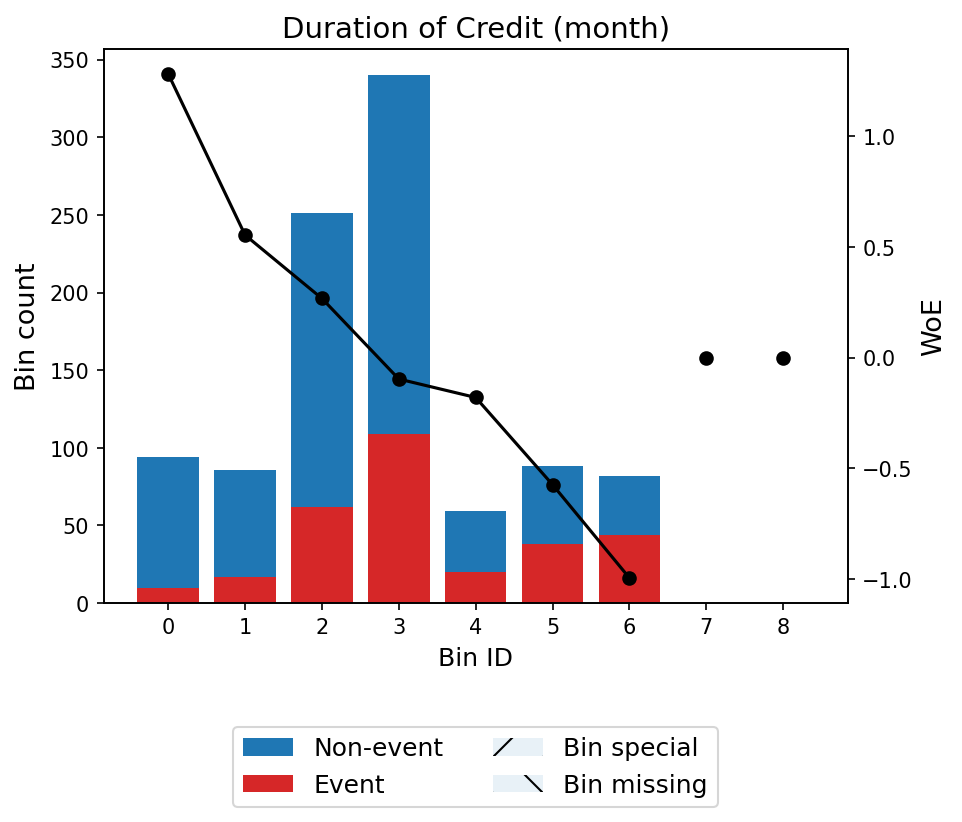 Duration of Credit (month)
350
300
250
200
150
100
50
0
Bin count
1.0
0.5
0.0
−0.5
−1.0
WoE
0 1 2 3 4 5 6 7 8
Bin ID
Non-event
Event
Bin special
Bin missing